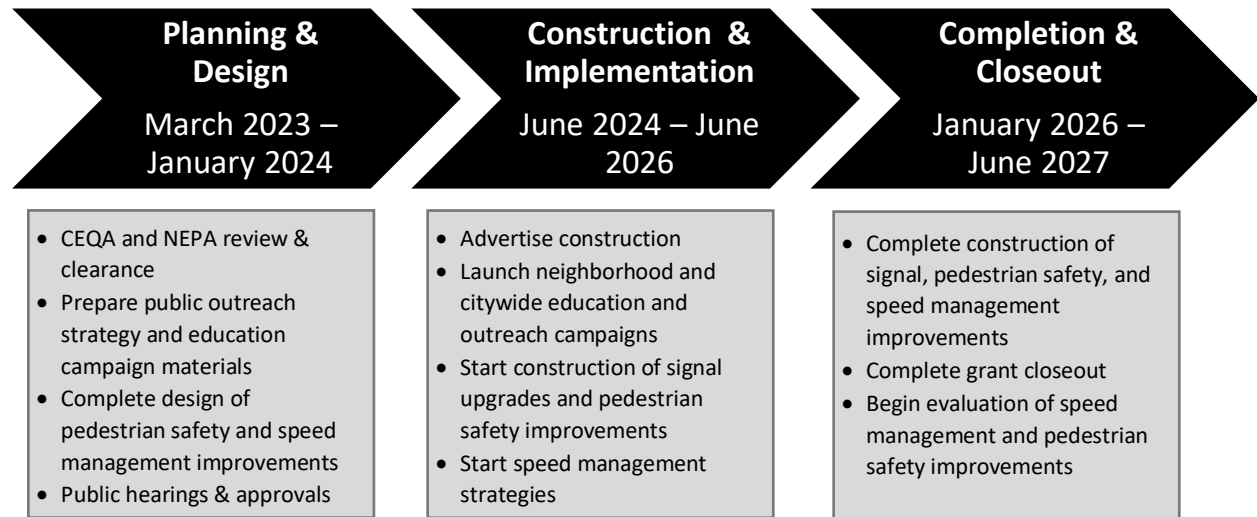 Planning &
Design
March 2023 –
January 2024
• CEQA and NEPA review &
clearance
• Prepare public outreach
strategy and education
campaign materials
• Complete design of
pedestrian safety and speed
management improvements
• Public hearings & approvals
Construction &
Implementation
June 2024 – June
2026
• Advertise construction
• Launch neighborhood and
citywide education and
outreach campaigns
• Start construction of signal
upgrades and pedestrian
safety improvements
• Start speed management
strategies
Completion &
Closeout
January 2026 –
June 2027
• Complete construction of
signal, pedestrian safety, and
speed management
improvements
• Complete grant closeout
• Begin evaluation of speed
management and pedestrian
safety improvements